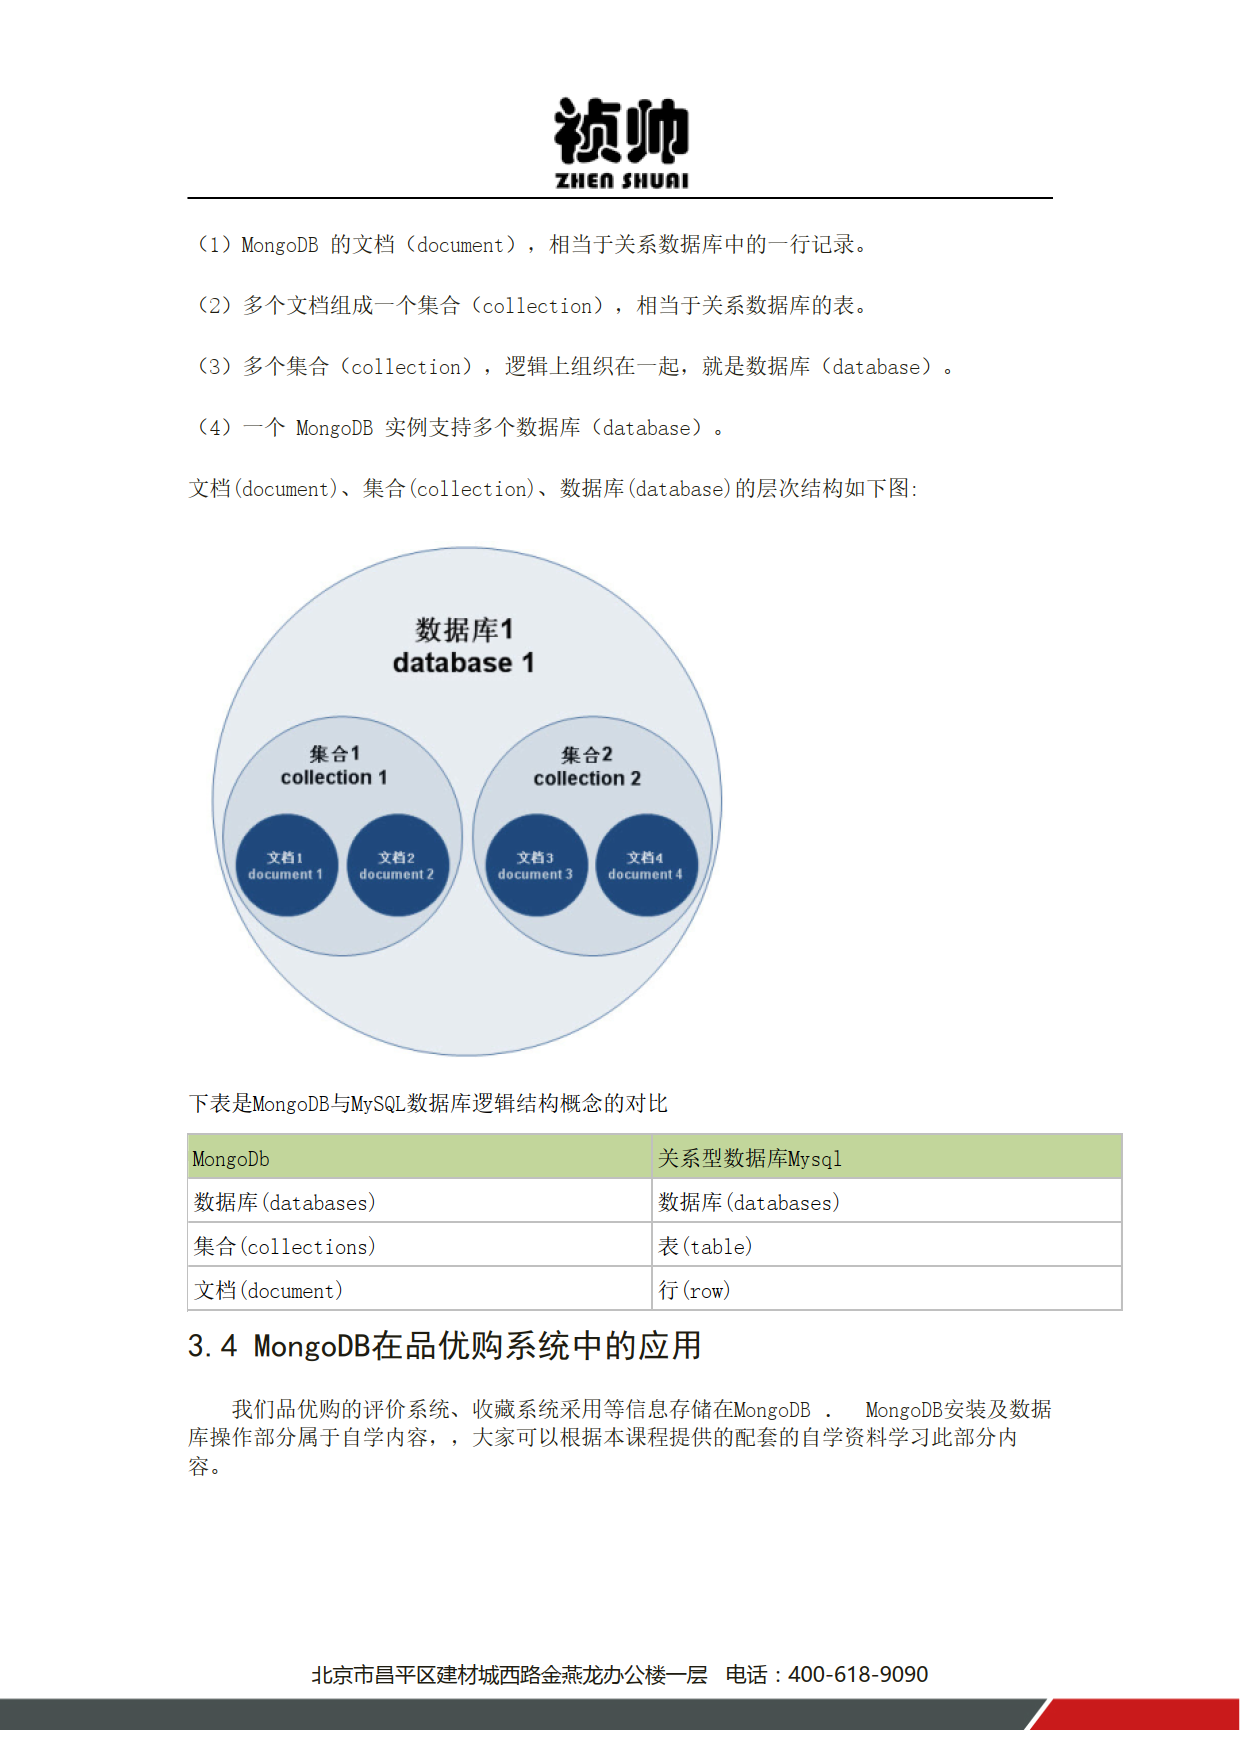 祯帅
ZHEN SHUAI
（1）MongoDB 的文档（document），相当于关系数据库中的一行记录。
（2）多个文档组成一个集合（collection），相当于关系数据库的表。
（3）多个集合（collection），逻辑上组织在一起，就是数据库（database）。
（4）一个 MongoDB 实例支持多个数据库（database）。
文档(document)、集合(collection)、数据库(database)的层次结构如下图:
数据库1
database 1
集合1
collection 1
集合2
collection 2
文档1
document 1
文档2
document 2
文档3
document 3
文档4
document 4
下表是MongoDB与MySQL数据库逻辑结构概念的对比
MongoDb 关系型数据库Mysql
数据库(databases) 数据库(databases)
集合(collections) 表(table)
文档(document) 行(row)
3.4 MongoDB在品优购系统中的应用
我们品优购的评价系统、收藏系统采用等信息存储在MongoDB ． MongoDB安装及数据
库操作部分属于自学内容，，大家可以根据本课程提供的配套的自学资料学习此部分内
容。
北京市昌平区建材城西路金燕龙办公楼一层 电话：400-618-9090